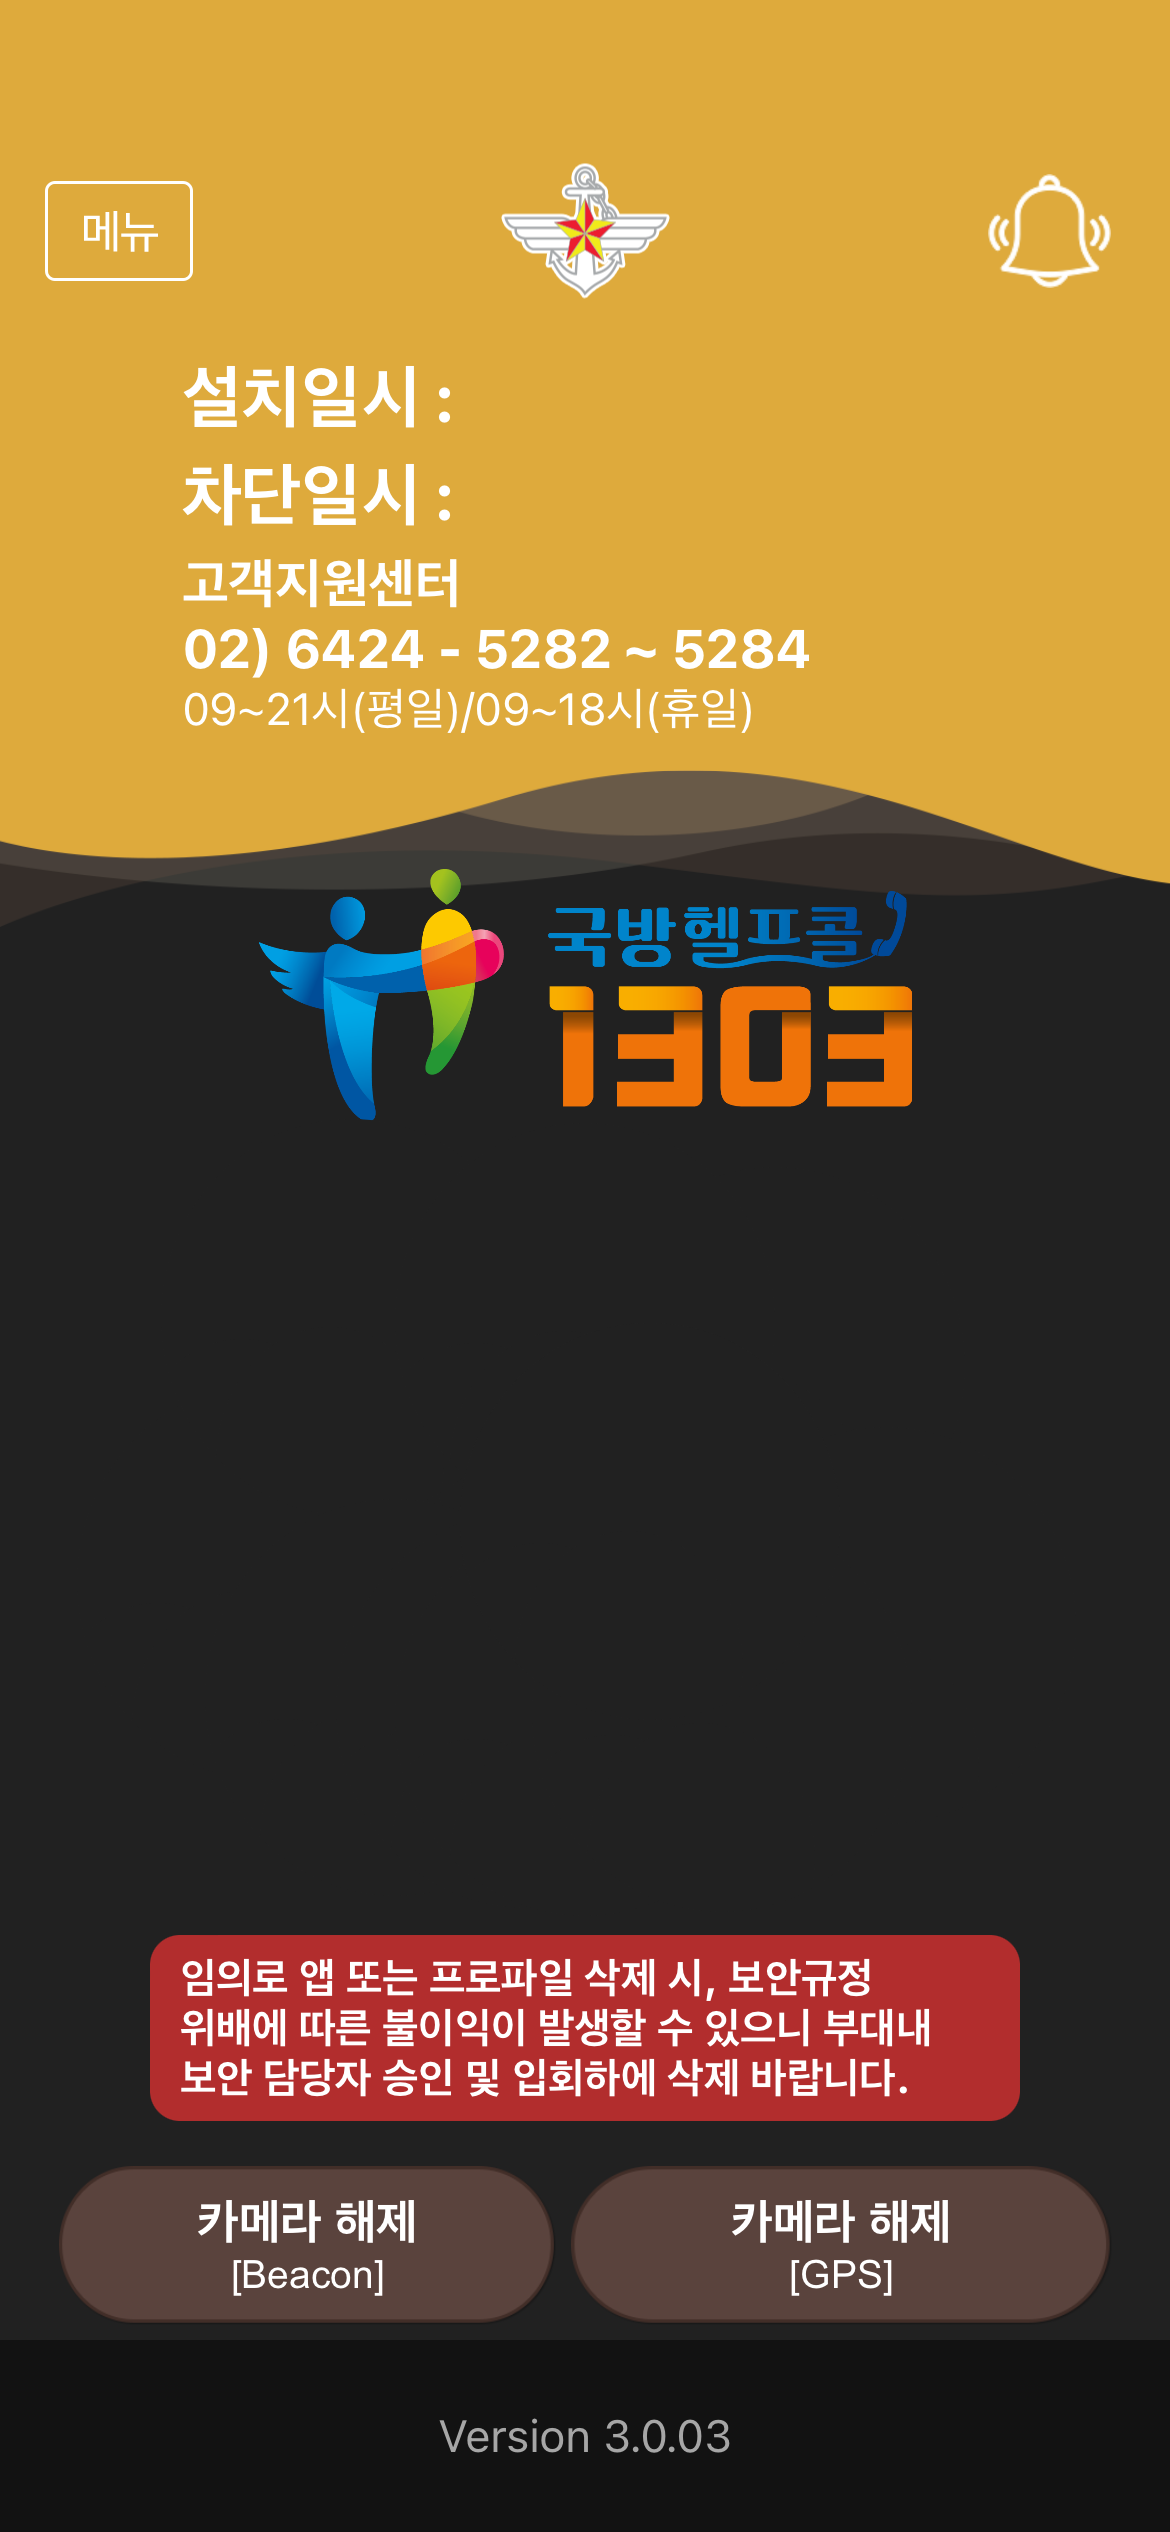 메뉴
설치일시 :
차단일시 :
고객지원센터
02) 6424 - 5282 ~ 5284
09~21시(평일)/09~18시(휴일)
국방헬프콜
1303
임의로 앱 또는 프로파일 삭제 시, 보안규정
위배에 따른 불이익이 발생할 수 있으니 부대내
보안 담당자 승인 및 입회하에 삭제 바랍니다.
카메라 해제
[Beacon]
카메라 해제
[GPS]
Version 3.0.03